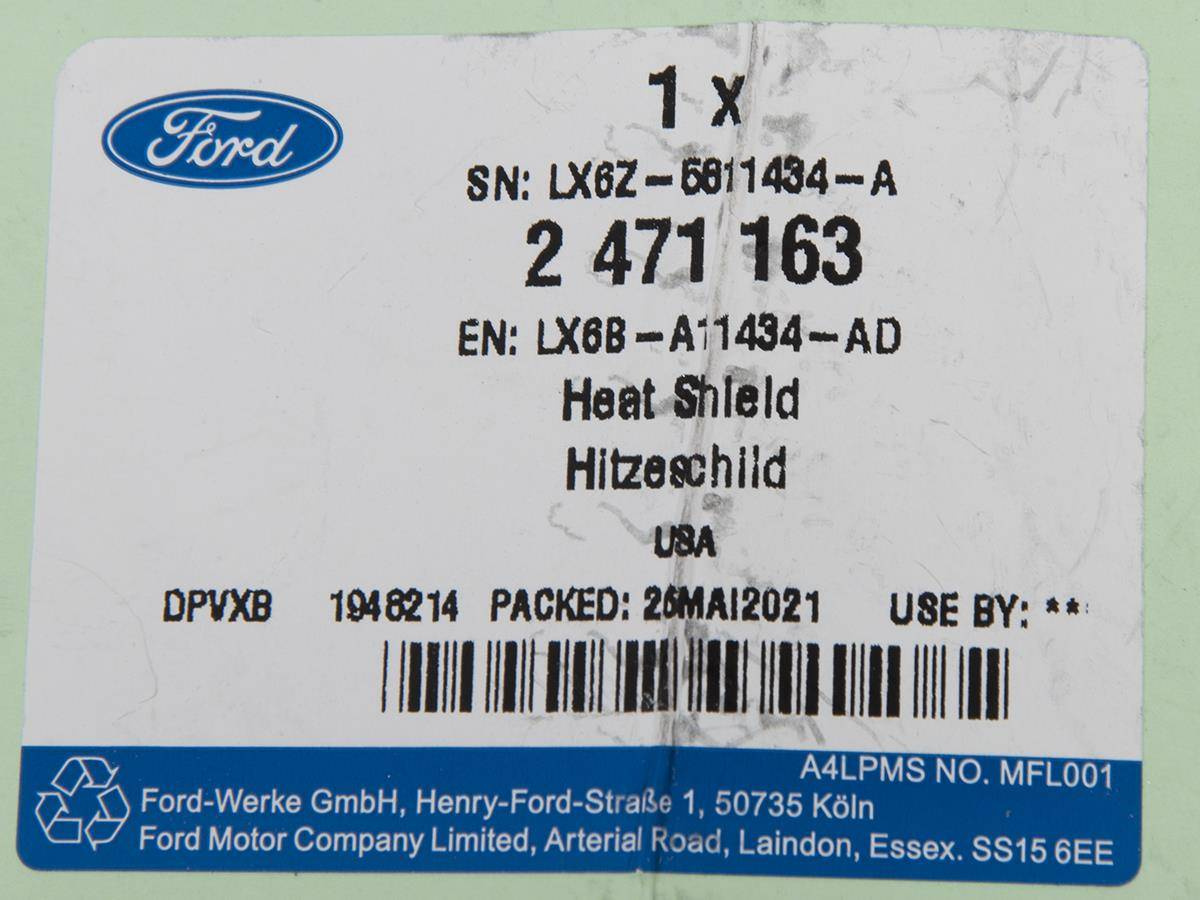 Ford
1 x
SN: LX6Z-5811434-A
2 471 163
EN: LX6B-A11434-AD
Heat Shield
Hitzeschild
USA
DPVXB 1948214 PACKED: 26MAI2021 USE BY: **
A4LPMS NO. MFL001
Ford-Werke GmbH, Henry-Ford-Straße 1, 50735 Köln
Ford Motor Company Limited, Arterial Road, Laindon, Essex. SS15 6EE